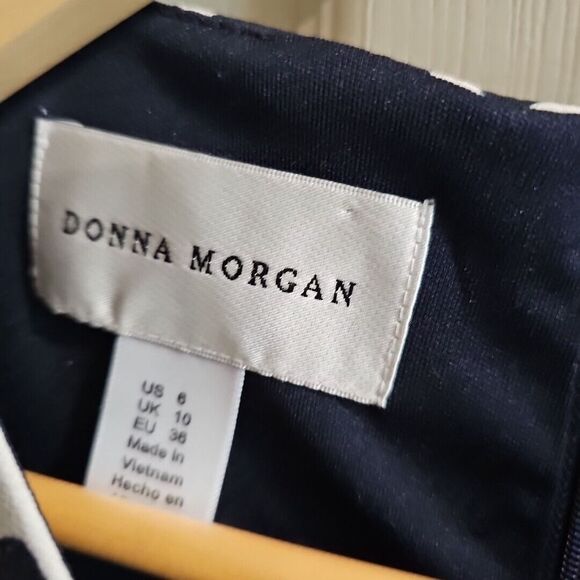 DONNA MORGAN
US 6
UK 10
EU 36
Made in
Vietnam
Hecho en